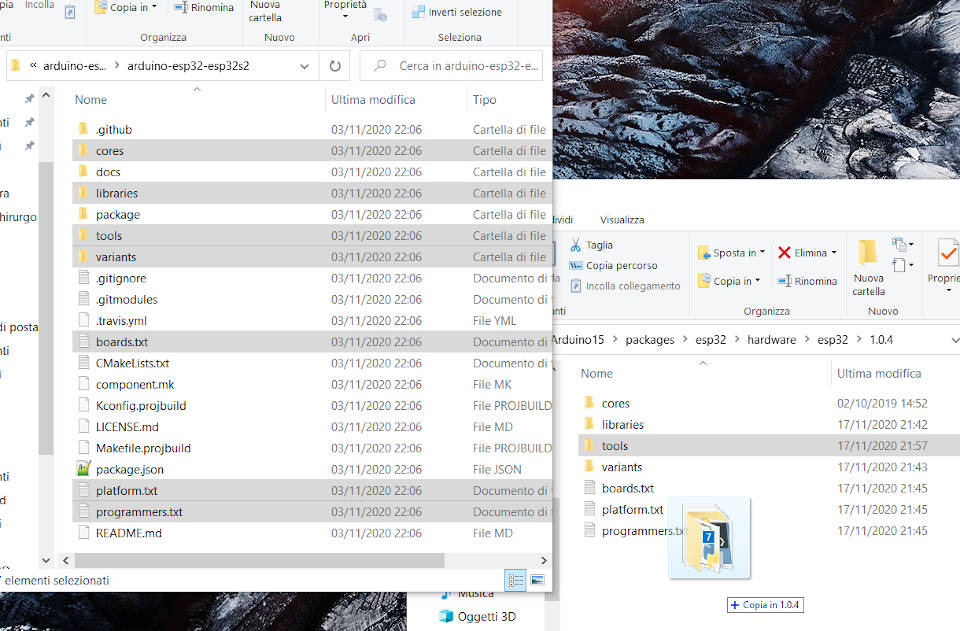 Incolla
Copia in
Rinomina
Nuova
cartella
Proprietà
Inverti selezione
Organizza
Nuovo
Apri
Seleziona
« arduino-es... > arduino-esp32-esp32s2
Cerca in arduino-esp32-e...
Nome Ultima modifica Tipo
.github 03/11/2020 22:06 Cartella di file
cores 03/11/2020 22:06 Cartella di file
docs 03/11/2020 22:06 Cartella di file
libraries 03/11/2020 22:06 Cartella di file
package 03/11/2020 22:06 Cartella di file
tools 03/11/2020 22:06 Cartella di file
variants 03/11/2020 22:06 Cartella di file
.gitignore 03/11/2020 22:06 Documento di
.gitmodules 03/11/2020 22:06 Documento di
.travis.yml 03/11/2020 22:06 File YML
boards.txt 03/11/2020 22:06 Documento di
CMakeLists.txt 03/11/2020 22:06 Documento di
component.mk 03/11/2020 22:06 File MK
Kconfig.projbuild 03/11/2020 22:06 File PROJBUILD
LICENSE.md 03/11/2020 22:06 File MD
Makefile.projbuild 03/11/2020 22:06 File PROJBUILD
package.json 03/11/2020 22:06 File JSON
platform.txt 03/11/2020 22:06 Documento di
programmers.txt 03/11/2020 22:06 Documento di
README.md 03/11/2020 22:06 File MD
hirurgo
di posta
elementi selezionati
Musica
Oggetti 3D
vidi
Visualizza
Taglia
Copia percorso
Incolla collegamento
Sposta in
Copia in
Elimina
Rinomina
Nuova
cartella
Proprie
Organizza
Nuovo
Arduino15 > packages > esp32 > hardware > esp32 > 1.0.4
Nome Ultima modifica
cores 02/10/2019 14:52
libraries 17/11/2020 21:42
tools 17/11/2020 21:57
variants 17/11/2020 21:43
boards.txt 17/11/2020 21:45
platform.txt 17/11/2020 21:45
programmers.txt 17/11/2020 21:45
7
+ Copia in 1.0.4